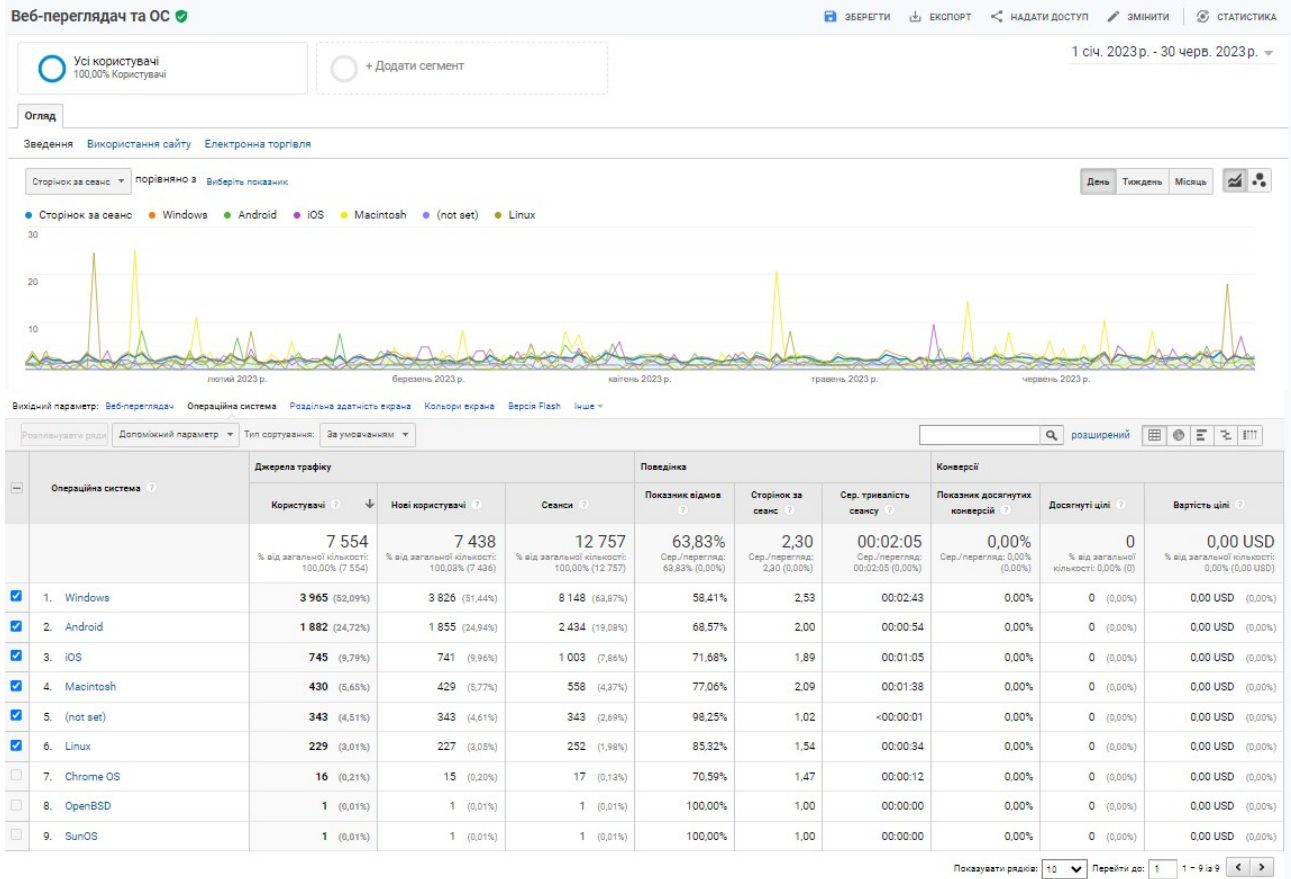 Веб-переглядач та ОС
ЗБЕРЕГТИ ЕКСПОРТ НАДАТИ ДОСТУП ЗМІНИТИ СТАТИСТИКА
Усі користувачі
100,00% Користувачі
+ Додати сегмент
1 січ. 2023 р. - 30 черв. 2023 р.
Огляд
Зведення Використання сайту Електронна торгівля
Сторінок за сеанс порівняно з Виберіть показник
День Тиждень Місяць
Сторінок за сеанс Windows Android iOS Macintosh (not set) Linux
30
20
10
лютий 2023 р. березень 2023 р. квітень 2023 р. травень 2023 р. червень 2023 р.
Вихідний параметр: Веб-переглядач Операційна система Роздільна здатність екрана Кольори екрана Версія Flash Інше
Розпланувати ряди Допоміжний параметр Тип сортування: За умовчанням розширений
Операційна система ?
Джерела трафіку Поведінка Конверсії
Користувачі ? Нові користувачі ? Сеанси ? Показник відмов ? Сторінок за сеанс ? Сер. тривалість сеансу ? Показник досягнутих конверсій ? Досягнуті цілі ? Вартість цілі ?
7 554 7 438 12 757 63,83% 2,30 00:02:05 0,00% 0 0,00 USD
% від загальної кількості: % від загальної кількості: % від загальної кількості: Сер./перегляд: Сер./перегляд: Сер./перегляд: Сер./перегляд: 0,00% % від загальної % від загальної кількості:
100,00% (7 554) 100,03% (7 436) 100,00% (12 757) 63,83% (0,00%) 2,30 (0,00%) 00:02:05 (0,00%) (0,00%) кількості: 0,00% (0) 0,00% (0,00 USD)
1. Windows 3 965 (52,09%) 3 826 (51,44%) 8 148 (63,87%) 58,41% 2,53 00:02:43 0,00% 0 (0,00%) 0,00 USD (0,00%)
2. Android 1 882 (24,72%) 1 855 (24,94%) 2 434 (19,08%) 68,57% 2,00 00:00:54 0,00% 0 (0,00%) 0,00 USD (0,00%)
3. iOS 745 (9,79%) 741 (9,96%) 1 003 (7,86%) 71,68% 1,89 00:01:05 0,00% 0 (0,00%) 0,00 USD (0,00%)
4. Macintosh 430 (5,65%) 429 (5,77%) 558 (4,37%) 77,06% 2,09 00:01:38 0,00% 0 (0,00%) 0,00 USD (0,00%)
5. (not set) 343 (4,51%) 343 (4,61%) 343 (2,69%) 98,25% 1,02 <00:00:01 0,00% 0 (0,00%) 0,00 USD (0,00%)
6. Linux 229 (3,01%) 227 (3,05%) 252 (1,98%) 85,32% 1,54 00:00:34 0,00% 0 (0,00%) 0,00 USD (0,00%)
7. Chrome OS 16 (0,21%) 15 (0,20%) 17 (0,13%) 70,59% 1,47 00:00:12 0,00% 0 (0,00%) 0,00 USD (0,00%)
8. OpenBSD 1 (0,01%) 1 (0,01%) 1 (0,01%) 100,00% 1,00 00:00:00 0,00% 0 (0,00%) 0,00 USD (0,00%)
9. SunOS 1 (0,01%) 1 (0,01%) 1 (0,01%) 100,00% 1,00 00:00:00 0,00% 0 (0,00%) 0,00 USD (0,00%)
Показувати рядків: 10 Перейти до: 1 1 – 9 із 9